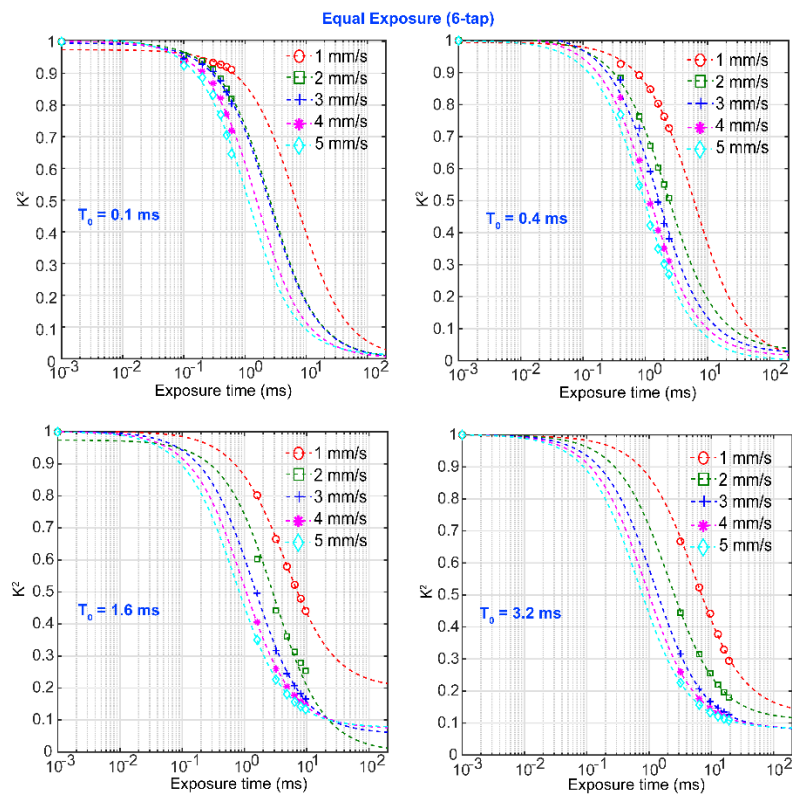 Equal Exposure (6-tap)
1
0.9
0.8
0.7
0.6
0.5
0.4
0.3
0.2
0.1
0
K²
1 mm/s
2 mm/s
3 mm/s
4 mm/s
5 mm/s
T₀ = 0.1 ms
10⁻³ 10⁻² 10⁻¹ 10⁰ 10¹ 10²
Exposure time (ms)
1
0.9
0.8
0.7
0.6
0.5
0.4
0.3
0.2
0.1
0
K²
1 mm/s
2 mm/s
3 mm/s
4 mm/s
5 mm/s
T₀ = 0.4 ms
10⁻³ 10⁻² 10⁻¹ 10⁰ 10¹ 10²
Exposure time (ms)
1
0.9
0.8
0.7
0.6
0.5
0.4
0.3
0.2
0.1
0
K²
1 mm/s
2 mm/s
3 mm/s
4 mm/s
5 mm/s
T₀ = 1.6 ms
10⁻³ 10⁻² 10⁻¹ 10⁰ 10¹ 10²
Exposure time (ms)
1
0.9
0.8
0.7
0.6
0.5
0.4
0.3
0.2
0.1
0
K²
1 mm/s
2 mm/s
3 mm/s
4 mm/s
5 mm/s
T₀ = 3.2 ms
10⁻³ 10⁻² 10⁻¹ 10⁰ 10¹ 10²
Exposure time (ms)